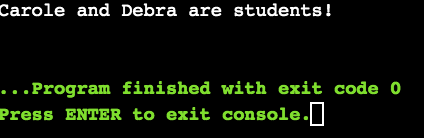 Carole and Debra are students!
...Program finished with exit code 0
Press ENTER to exit console.